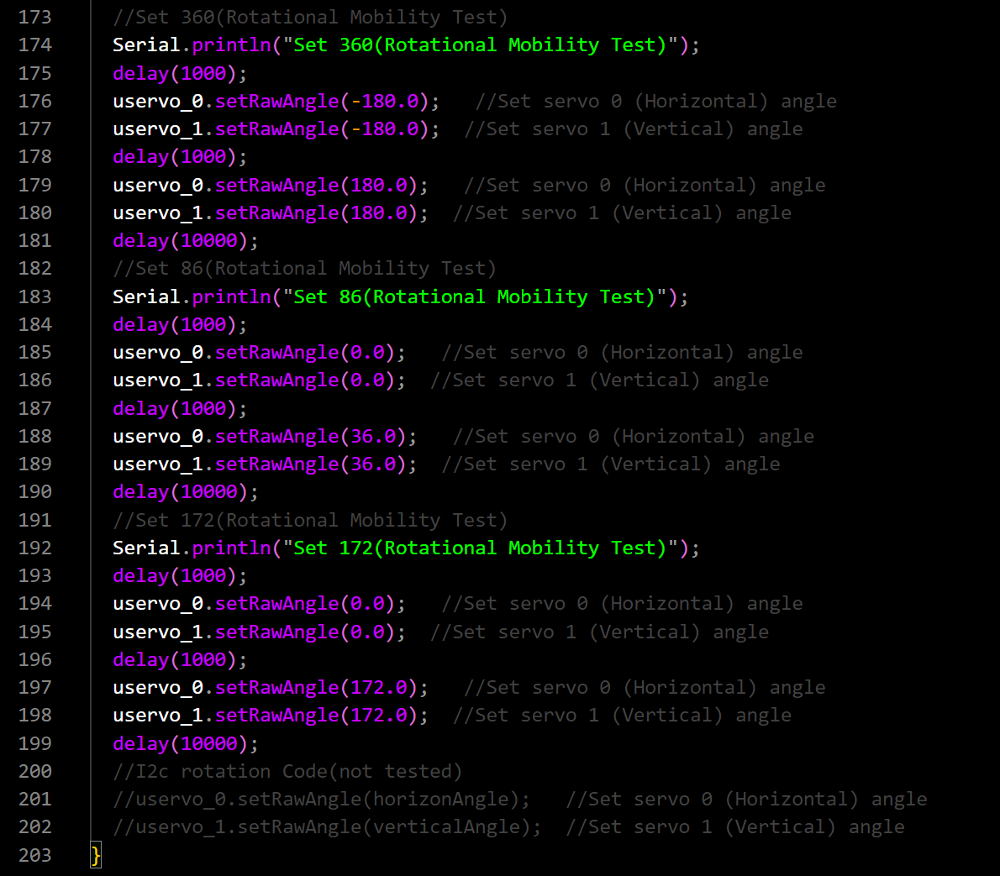 173 //Set 360(Rotational Mobility Test)
174 Serial.println("Set 360(Rotational Mobility Test)");
175 delay(1000);
176 uservo_0.setRawAngle(-180.0);   //Set servo 0 (Horizontal) angle
177 uservo_1.setRawAngle(-180.0);  //Set servo 1 (Vertical) angle
178 delay(1000);
179 uservo_0.setRawAngle(180.0);   //Set servo 0 (Horizontal) angle
180 uservo_1.setRawAngle(180.0);  //Set servo 1 (Vertical) angle
181 delay(10000);
182 //Set 86(Rotational Mobility Test)
183 Serial.println("Set 86(Rotational Mobility Test)");
184 delay(1000);
185 uservo_0.setRawAngle(0.0);   //Set servo 0 (Horizontal) angle
186 uservo_1.setRawAngle(0.0);  //Set servo 1 (Vertical) angle
187 delay(1000);
188 uservo_0.setRawAngle(36.0);   //Set servo 0 (Horizontal) angle
189 uservo_1.setRawAngle(36.0);  //Set servo 1 (Vertical) angle
190 delay(10000);
191 //Set 172(Rotational Mobility Test)
192 Serial.println("Set 172(Rotational Mobility Test)");
193 delay(1000);
194 uservo_0.setRawAngle(0.0);   //Set servo 0 (Horizontal) angle
195 uservo_1.setRawAngle(0.0);  //Set servo 1 (Vertical) angle
196 delay(1000);
197 uservo_0.setRawAngle(172.0);   //Set servo 0 (Horizontal) angle
198 uservo_1.setRawAngle(172.0);  //Set servo 1 (Vertical) angle
199 delay(10000);
200 //I2c rotation Code(not tested)
201 //uservo_0.setRawAngle(horizonAngle);   //Set servo 0 (Horizontal) angle
202 //uservo_1.setRawAngle(verticalAngle);  //Set servo 1 (Vertical) angle
203 }